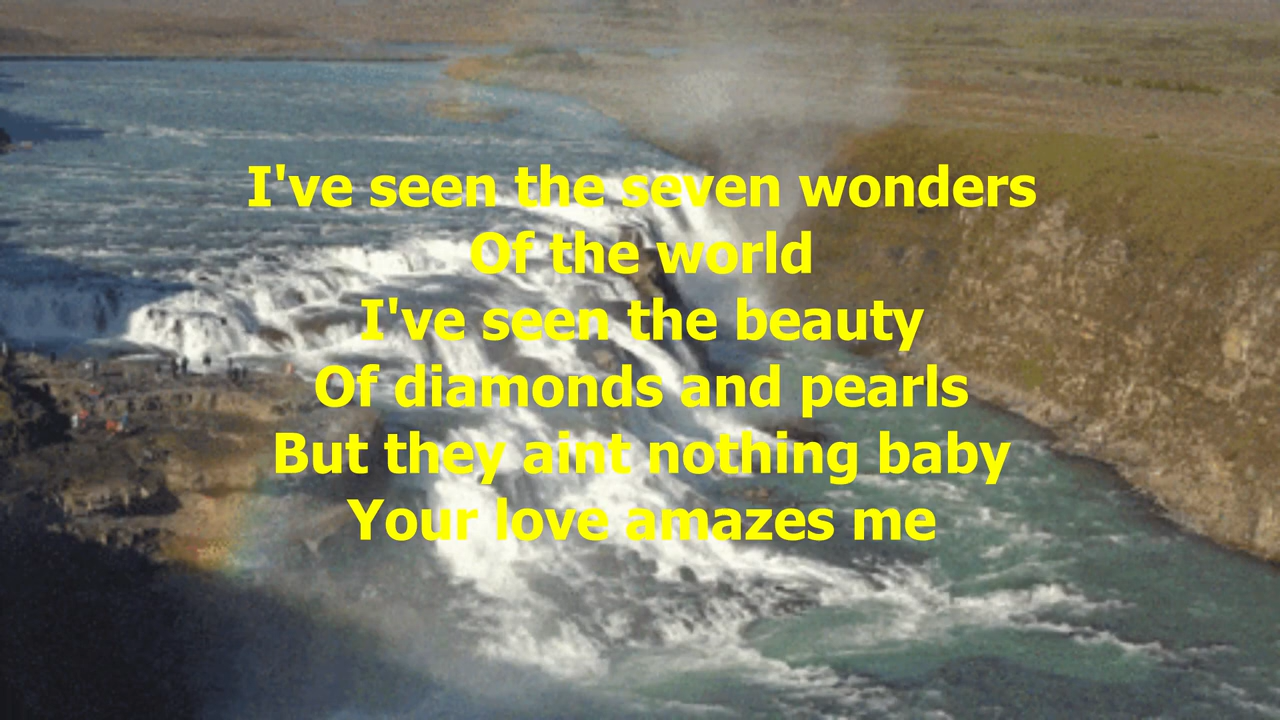 I've seen the seven wonders
Of the world
I've seen the beauty
Of diamonds and pearls
But they aint nothing baby
Your love amazes me